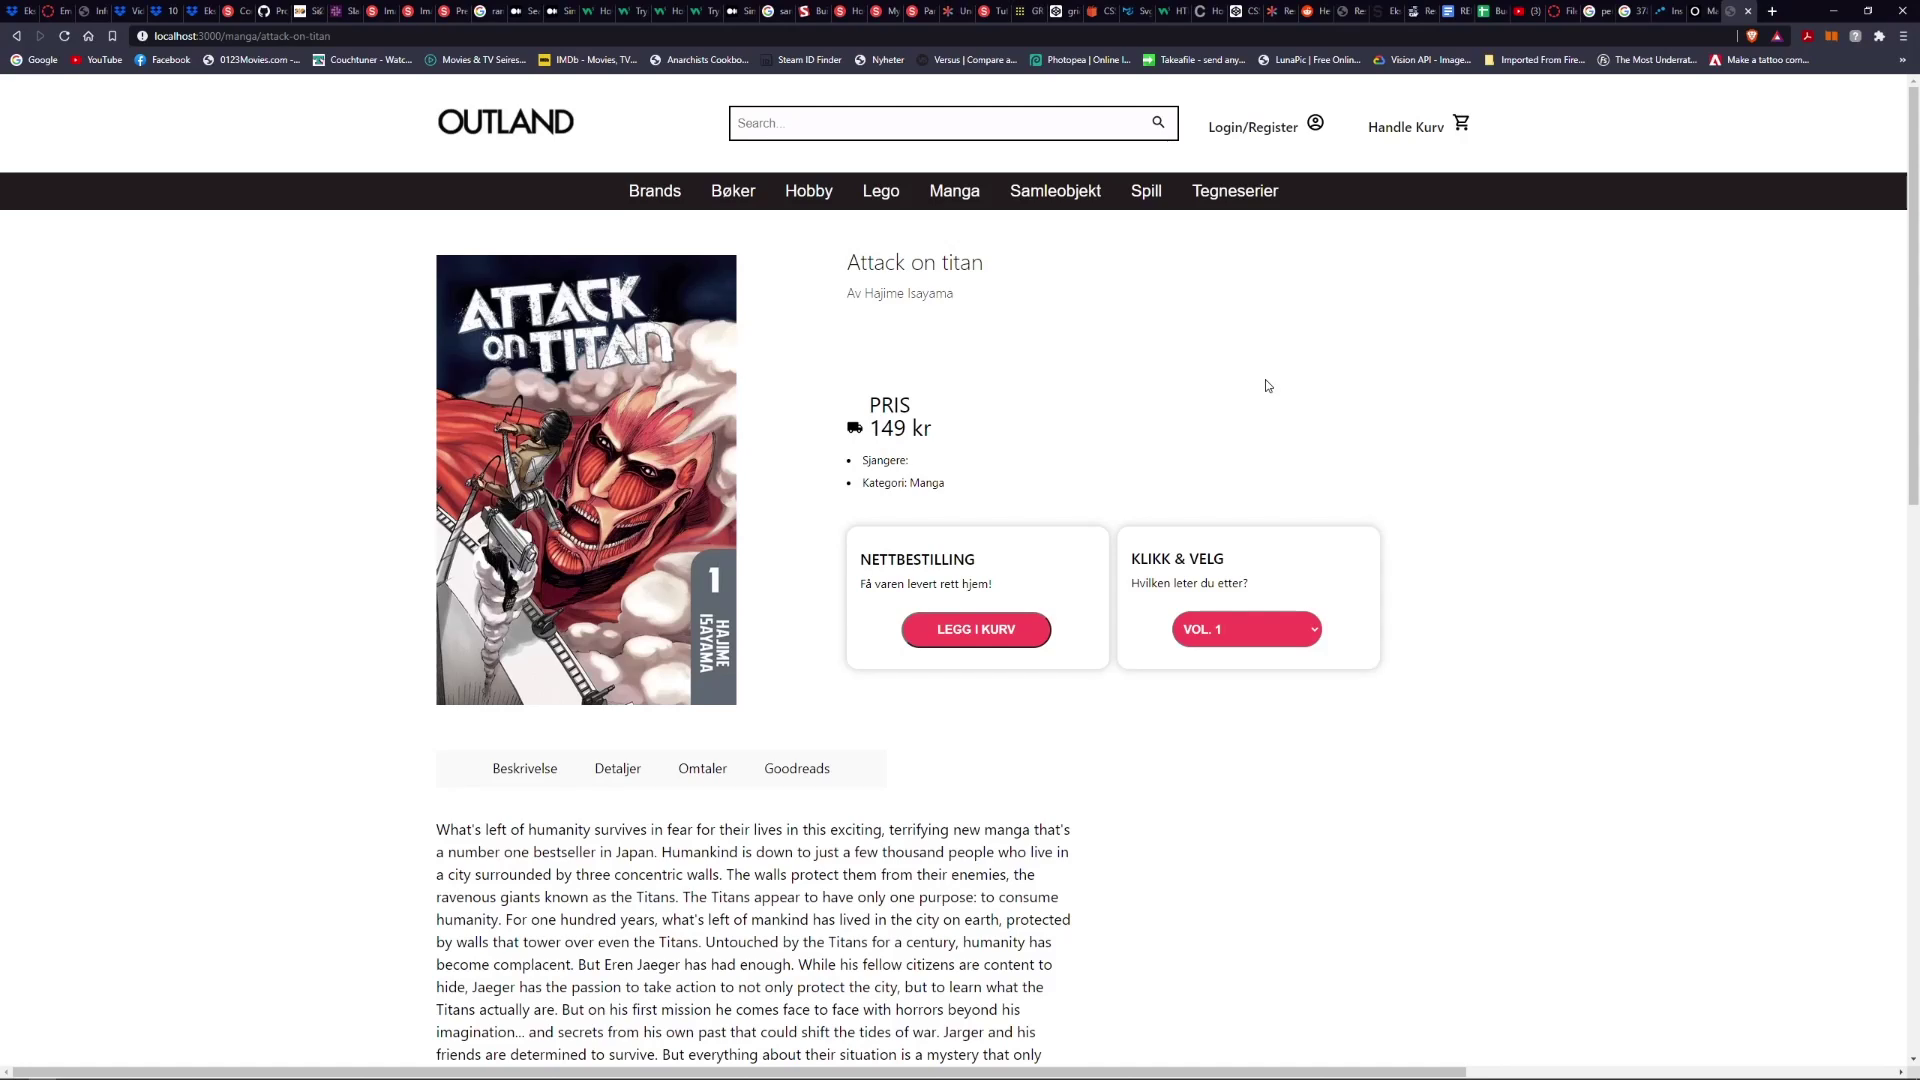 localhost:3000/manga/attack-on-titan
Google YouTube Facebook 0123Movies.com -... Couchtuner - Watc... Movies & TV Seires... IMDb - Movies, TV... Anarchists Cookbo... Steam ID Finder Nyheter Versus | Compare a... Photopea | Online I... Takeafile - send any... LunaPic | Free Onlin... Vision API - Image... Imported From Fire... The Most Underrat... Make a tattoo com...
OUTLAND
Search...
Login/Register
Handle Kurv
Brands Bøker Hobby Lego Manga Samleobjekt Spill Tegneserier
ATTACK
on TITAN
1
HAJIME
ISAYAMA
Attack on titan
Av Hajime Isayama
PRIS
149 kr
Sjangere:
Kategori: Manga
NETTBESTILLING
Få varen levert rett hjem!
LEGG I KURV
KLIKK & VELG
Hvilken leter du etter?
VOL. 1
Beskrivelse Detaljer Omtaler Goodreads
What's left of humanity survives in fear for their lives in this exciting, terrifying new manga that's
a number one bestseller in Japan. Humankind is down to just a few thousand people who live in
a city surrounded by three concentric walls. The walls protect them from their enemies, the
ravenous giants known as the Titans. The Titans appear to have only one purpose: to consume
humanity. For one hundred years, what's left of mankind has lived in the city on earth, protected
by walls that tower over even the Titans. Untouched by the Titans for a century, humanity has
become complacent. But Eren Jaeger has had enough. While his fellow citizens are content to
hide, Jaeger has the passion to take action to not only protect the city, but to learn what the
Titans actually are. But on his first mission he comes face to face with horrors beyond his
imagination... and secrets from his own past that could shift the tides of war. Jarger and his
friends are determined to survive. But everything about their situation is a mystery that only